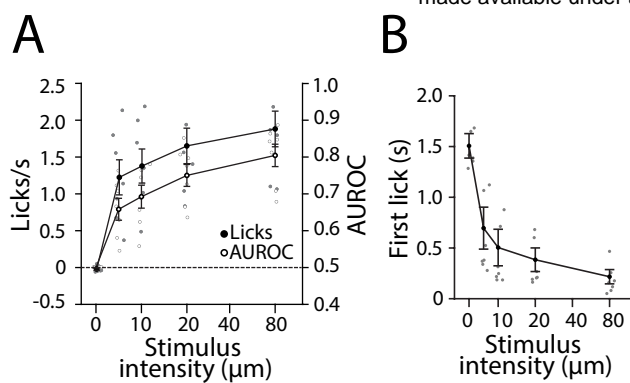 made available under
A
B
2.5
2.0
1.5
1.0
0.5
0
-0.5
Licks/s
1.0
0.9
0.8
0.7
0.6
0.5
0.4
AUROC
Licks
AUROC
0 10 20 40 80
Stimulus
intensity (μm)
2.0
1.5
1.0
0.5
0
First lick (s)
0 10 20 40 80
Stimulus
intensity (μm)